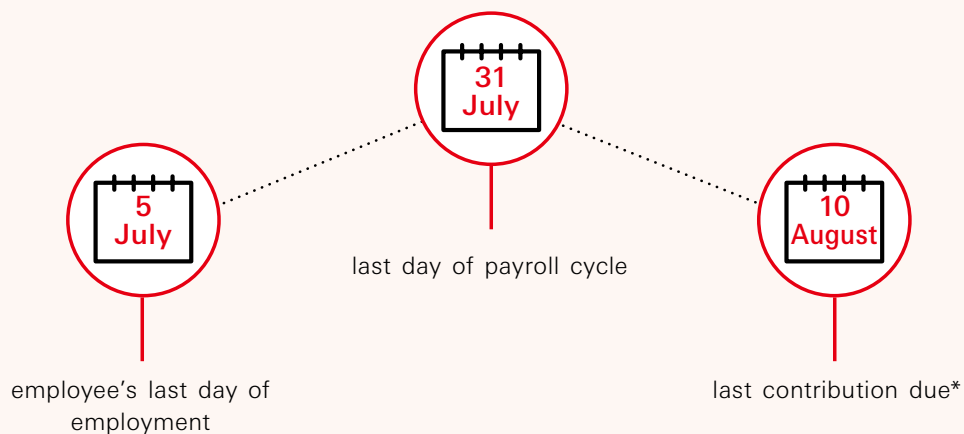 5
July
employee's last day of
employment
31
July
last day of payroll cycle
10
August
last contribution due*